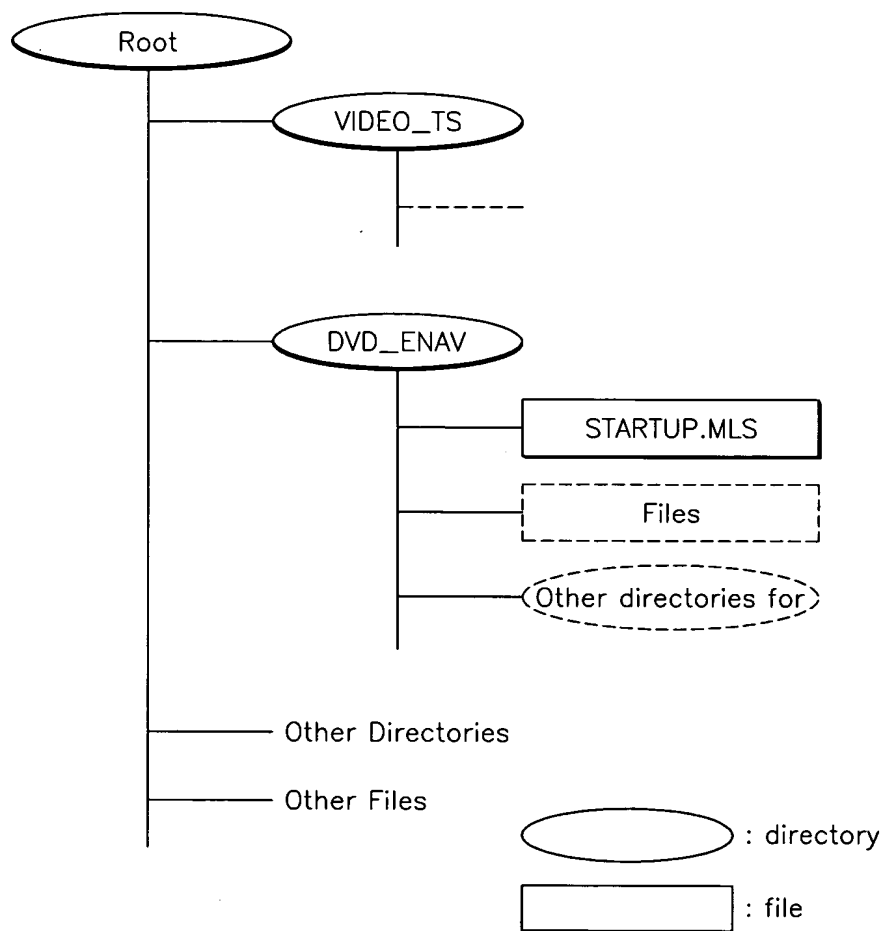 Root
VIDEO_TS
DVD_ENAV
STARTUP.MLS
Files
Other directories for
Other Directories
Other Files
: directory
: file